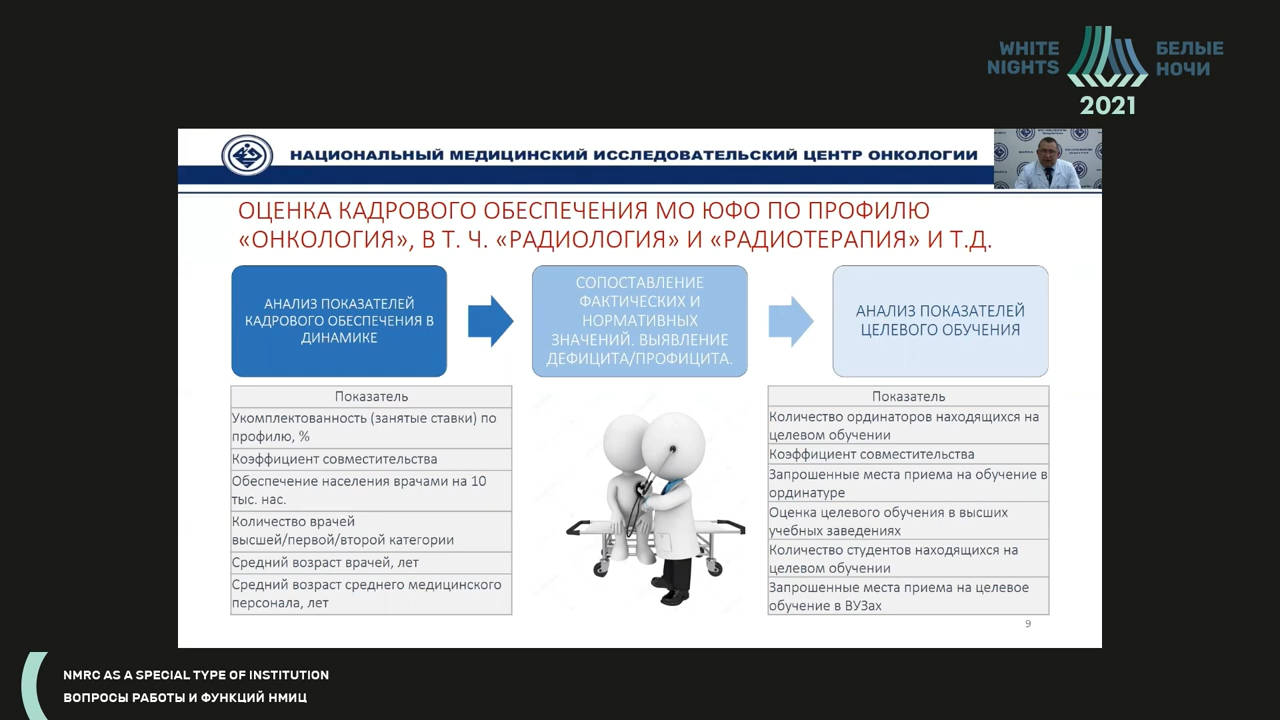 WHITE NIGHTS
БЕЛЫЕ НОЧИ
2021
НАЦИОНАЛЬНЫЙ МЕДИЦИНСКИЙ ИССЛЕДОВАТЕЛЬСКИЙ ЦЕНТР ОНКОЛОГИИ
ОЦЕНКА КАДРОВОГО ОБЕСПЕЧЕНИЯ МО ЮФО ПО ПРОФИЛЮ
«ОНКОЛОГИЯ», В Т. Ч. «РАДИОЛОГИЯ» И «РАДИОТЕРАПИЯ» И Т.Д.
АНАЛИЗ ПОКАЗАТЕЛЕЙ
КАДРОВОГО ОБЕСПЕЧЕНИЯ В
ДИНАМИКЕ
СОПОСТАВЛЕНИЕ
ФАКТИЧЕСКИХ И
НОРМАТИВНЫХ
ЗНАЧЕНИЙ. ВЫЯВЛЕНИЕ
ДЕФИЦИТА/ПРОФИЦИТА.
АНАЛИЗ ПОКАЗАТЕЛЕЙ
ЦЕЛЕВОГО ОБУЧЕНИЯ
Показатель
Укомплектованность (занятые ставки) по
профилю, %
Коэффициент совместительства
Обеспечение населения врачами на 10
тыс. нас.
Количество врачей
высшей/первой/второй категории
Средний возраст врачей, лет
Средний возраст среднего медицинского
персонала, лет
Показатель
Количество ординаторов находящихся на
целевом обучении
Коэффициент совместительства
Запрошенные места приема на обучение в
ординатуре
Оценка целевого обучения в высших
учебных заведениях
Количество студентов находящихся на
целевом обучении
Запрошенные места приема на целевое
обучение в ВУЗах
9
NMRC AS A SPECIAL TYPE OF INSTITUTION
ВОПРОСЫ РАБОТЫ И ФУНКЦИЙ НМИЦ